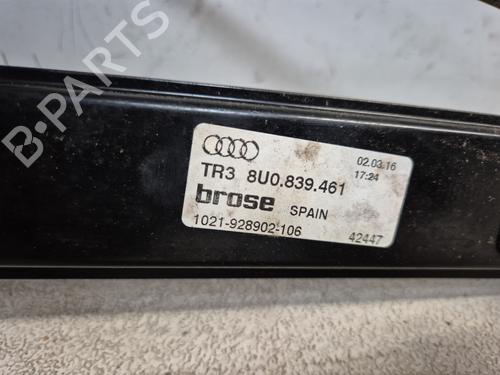 B-PARTS
02.03.16
17:24
TR3 8U0.839.461
brose SPAIN
1021-928902-106
42447